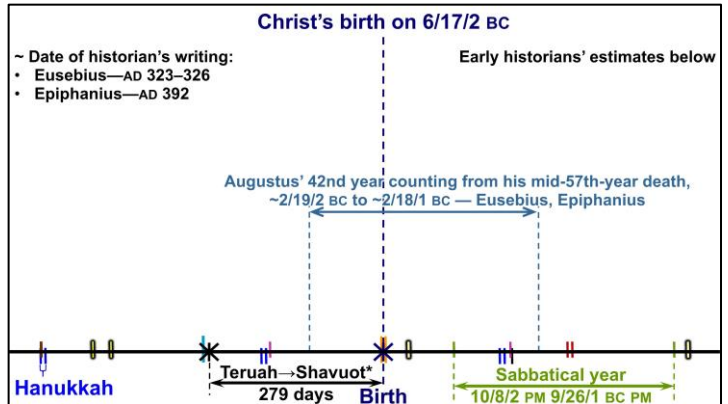 Christ's birth on 6/17/2 BC
~ Date of historian's writing:
• Eusebius—AD 323–326
• Epiphanius—AD 392
Early historians' estimates below
Augustus' 42nd year counting from his mid-57th-year death,
~2/19/2 BC to ~2/18/1 BC — Eusebius, Epiphanius
Hanukkah
Teruah→Shavuot*
279 days
Birth
Sabbatical year
10/8/2 PM 9/26/1 BC PM